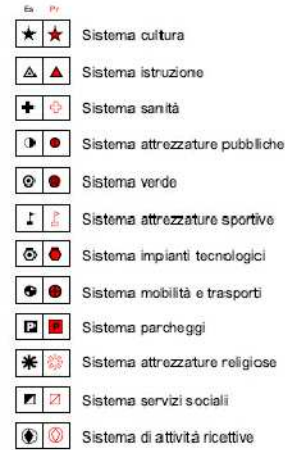 Es Pr
Sistema cultura
Sistema istruzione
Sistema sanità
Sistema attrezzature pubbliche
Sistema verde
Sistema attrezzature sportive
Sistema impianti tecnologici
Sistema mobilità e trasporti
P P Sistema parcheggi
Sistema attrezzature religiose
Sistema servizi sociali
Sistema di attività ricettive